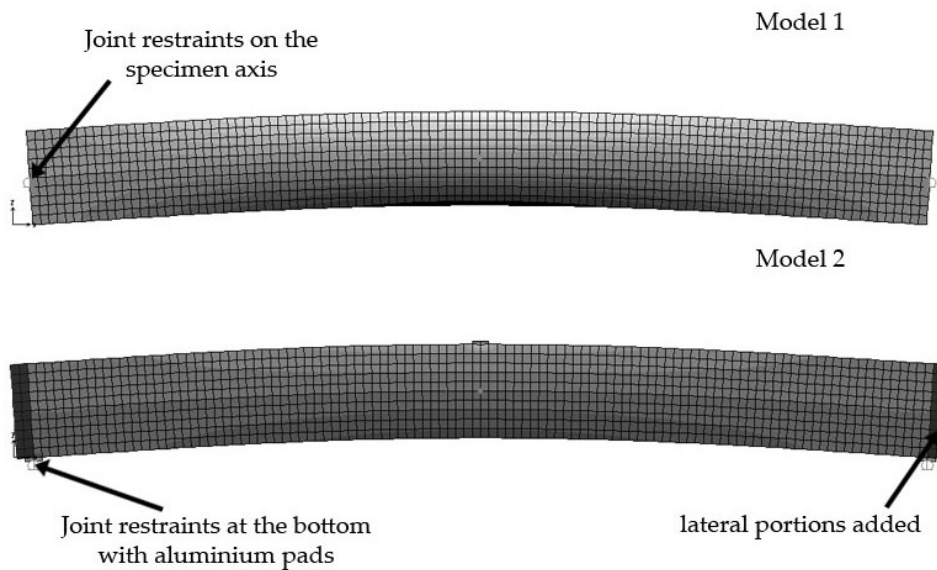 Model 1
Joint restraints on the
specimen axis
Model 2
Joint restraints at the bottom
with aluminium pads
lateral portions added